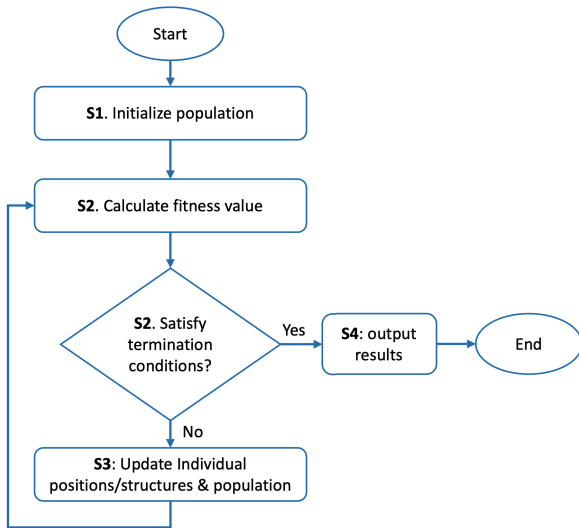 Start
S1. Initialize population
S2. Calculate fitness value
S2. Satisfy
termination
conditions?
Yes
S4: output
results
End
No
S3: Update Individual
positions/structures & population